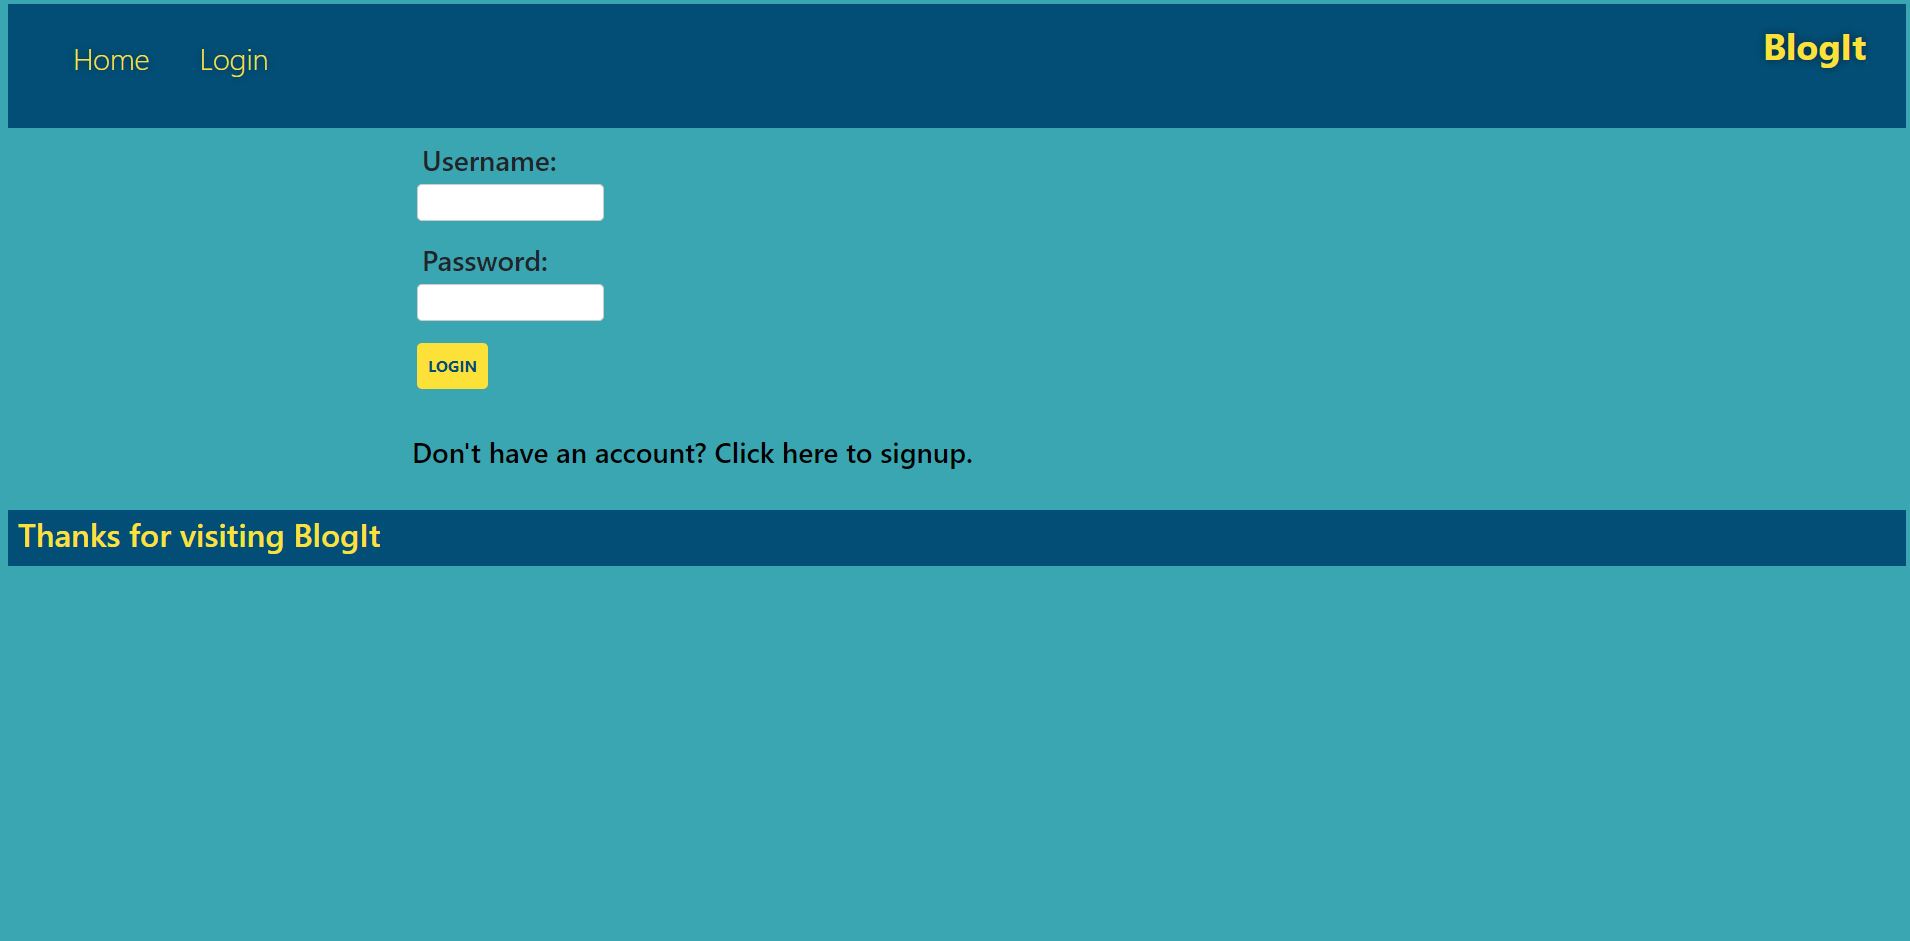 Home Login BlogIt
Username:
Password:
LOGIN
Don't have an account? Click here to signup.
Thanks for visiting BlogIt